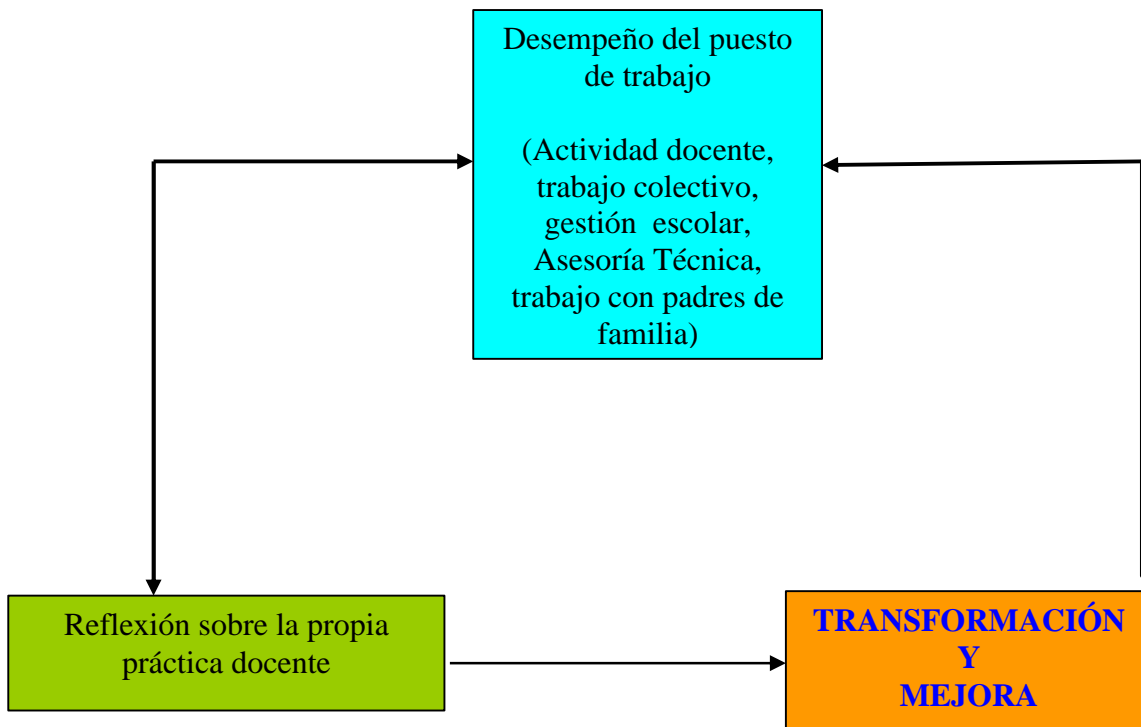 Desempeño del puesto
de trabajo
(Actividad docente,
trabajo colectivo,
gestión  escolar,
Asesoría Técnica,
trabajo con padres de
familia)
Reflexión sobre la propia
práctica docente
TRANSFORMACIÓN
Y
MEJORA